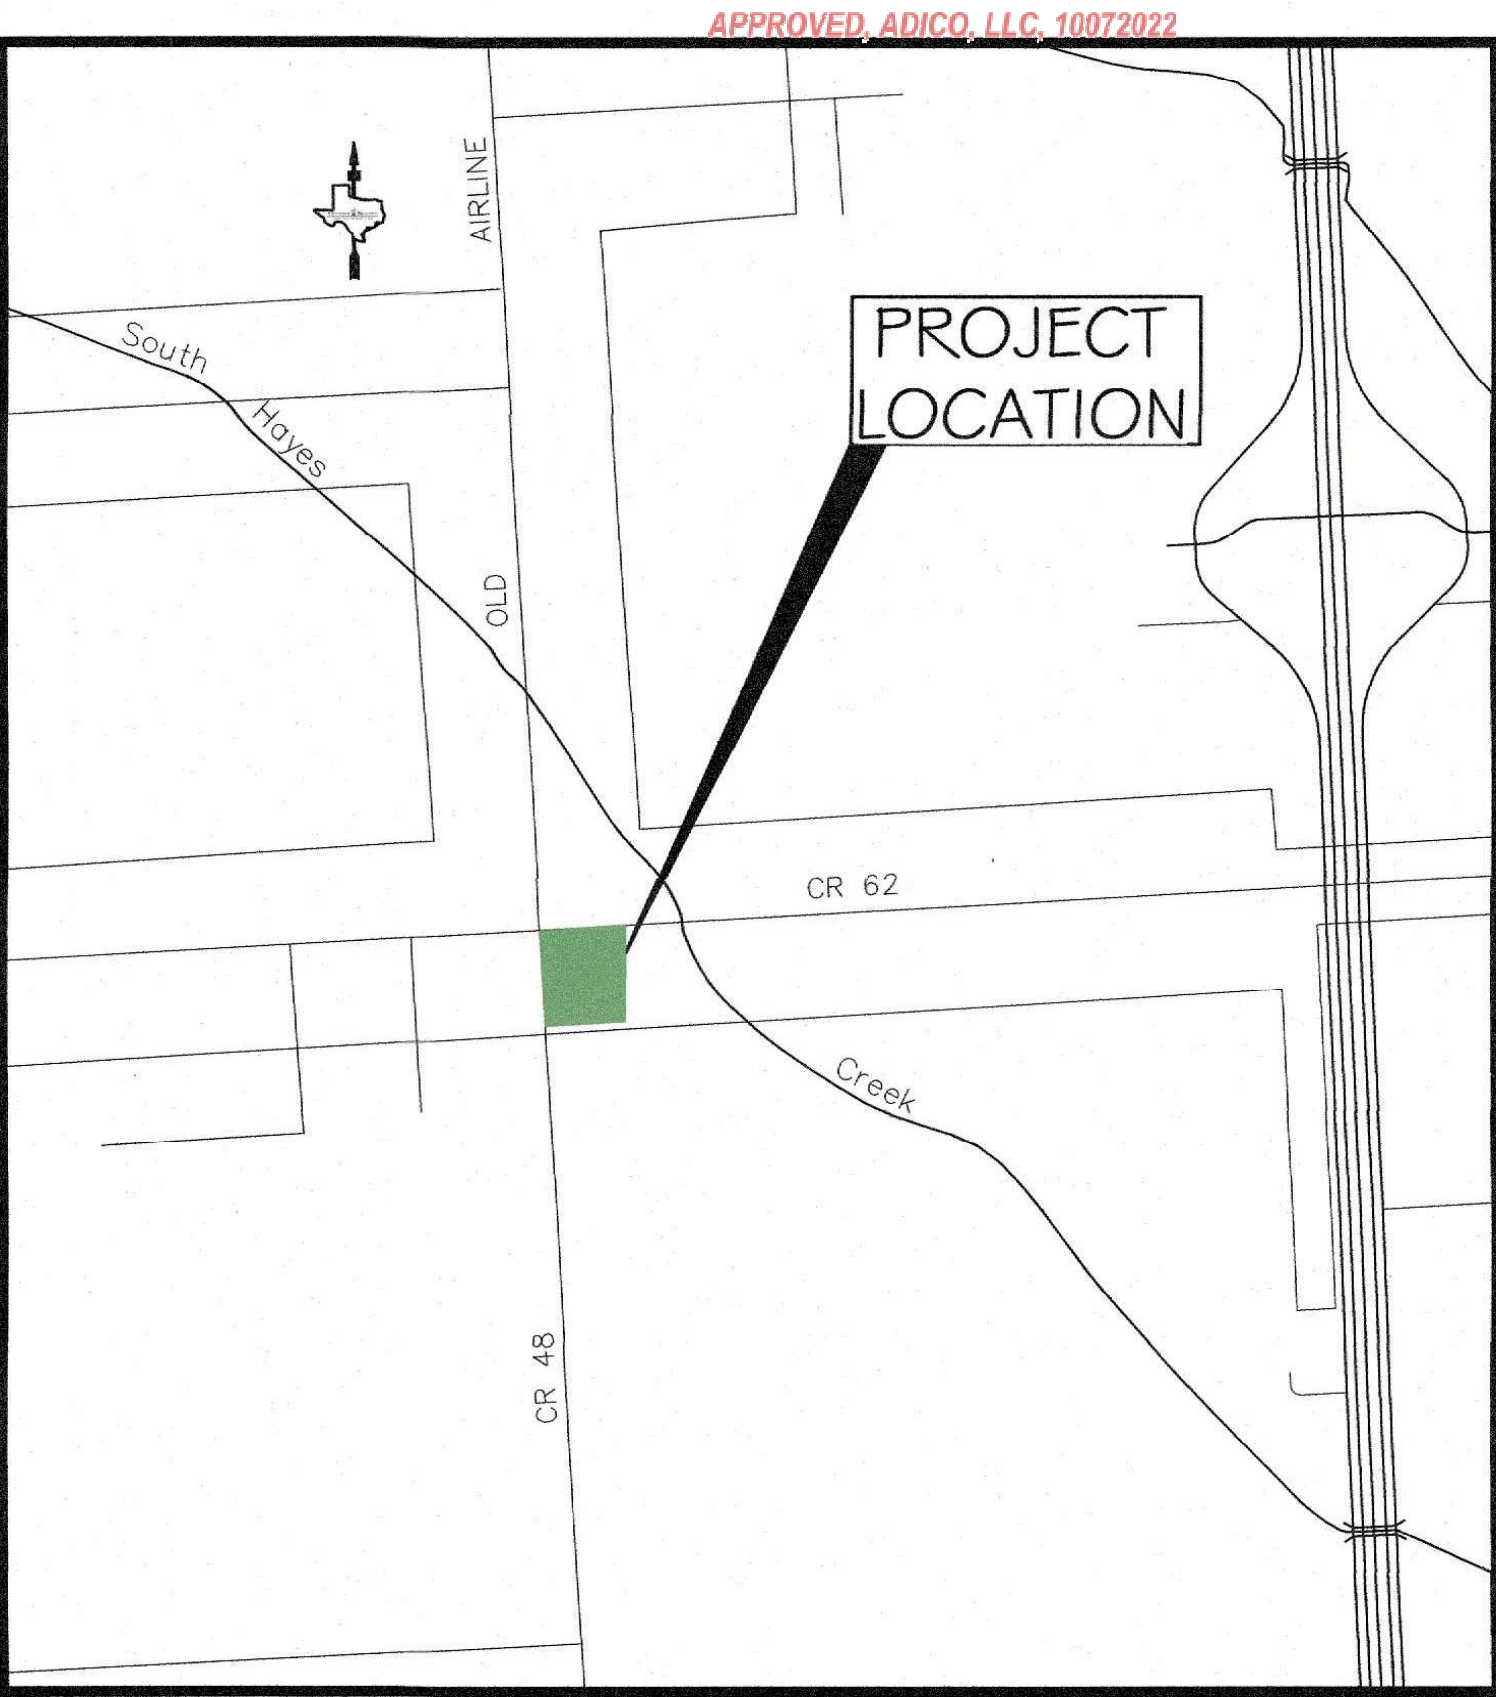 APPROVED, ADICO, LLC, 10072022
AIRLINE
PROJECT
LOCATION
South
Hayes
OLD
CR 62
Creek
CR 48